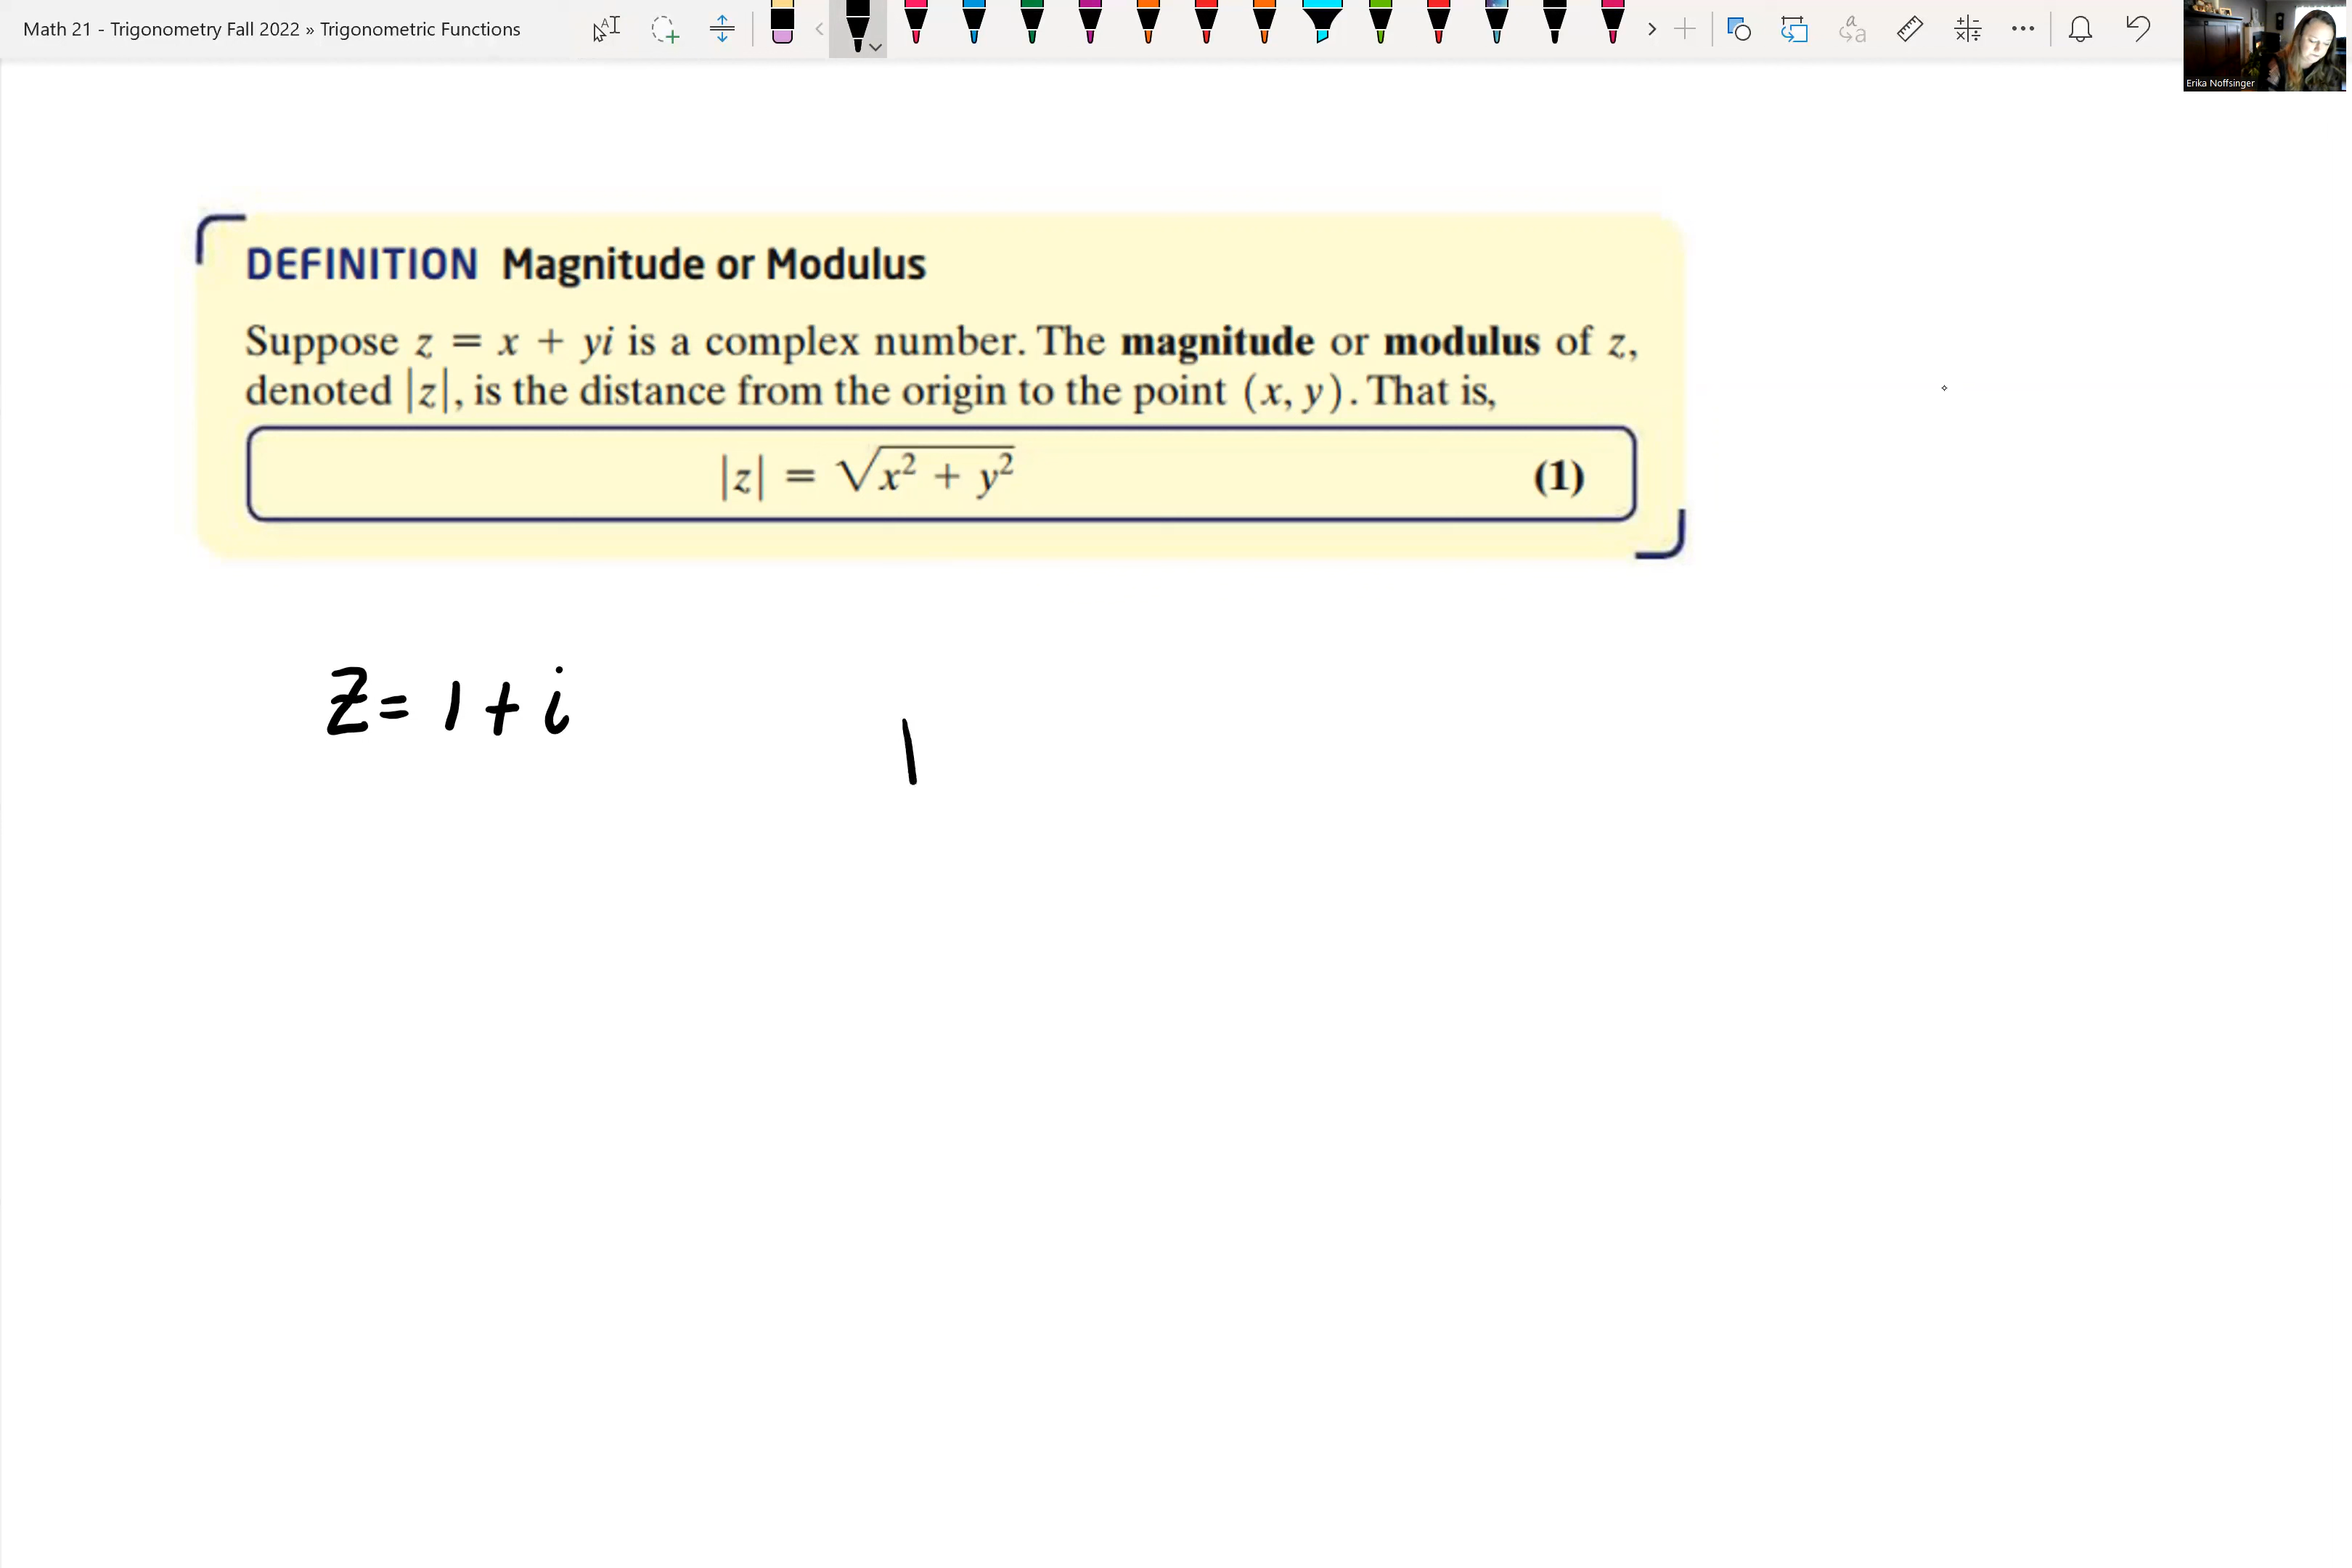 Math 21 - Trigonometry Fall 2022 » Trigonometric Functions
Erika Noffsinger
DEFINITION Magnitude or Modulus
Suppose z = x + yi is a complex number. The magnitude or modulus of z,
denoted |z|, is the distance from the origin to the point (x, y). That is,
|z| = √x² + y² (1)
z = 1 + i
|